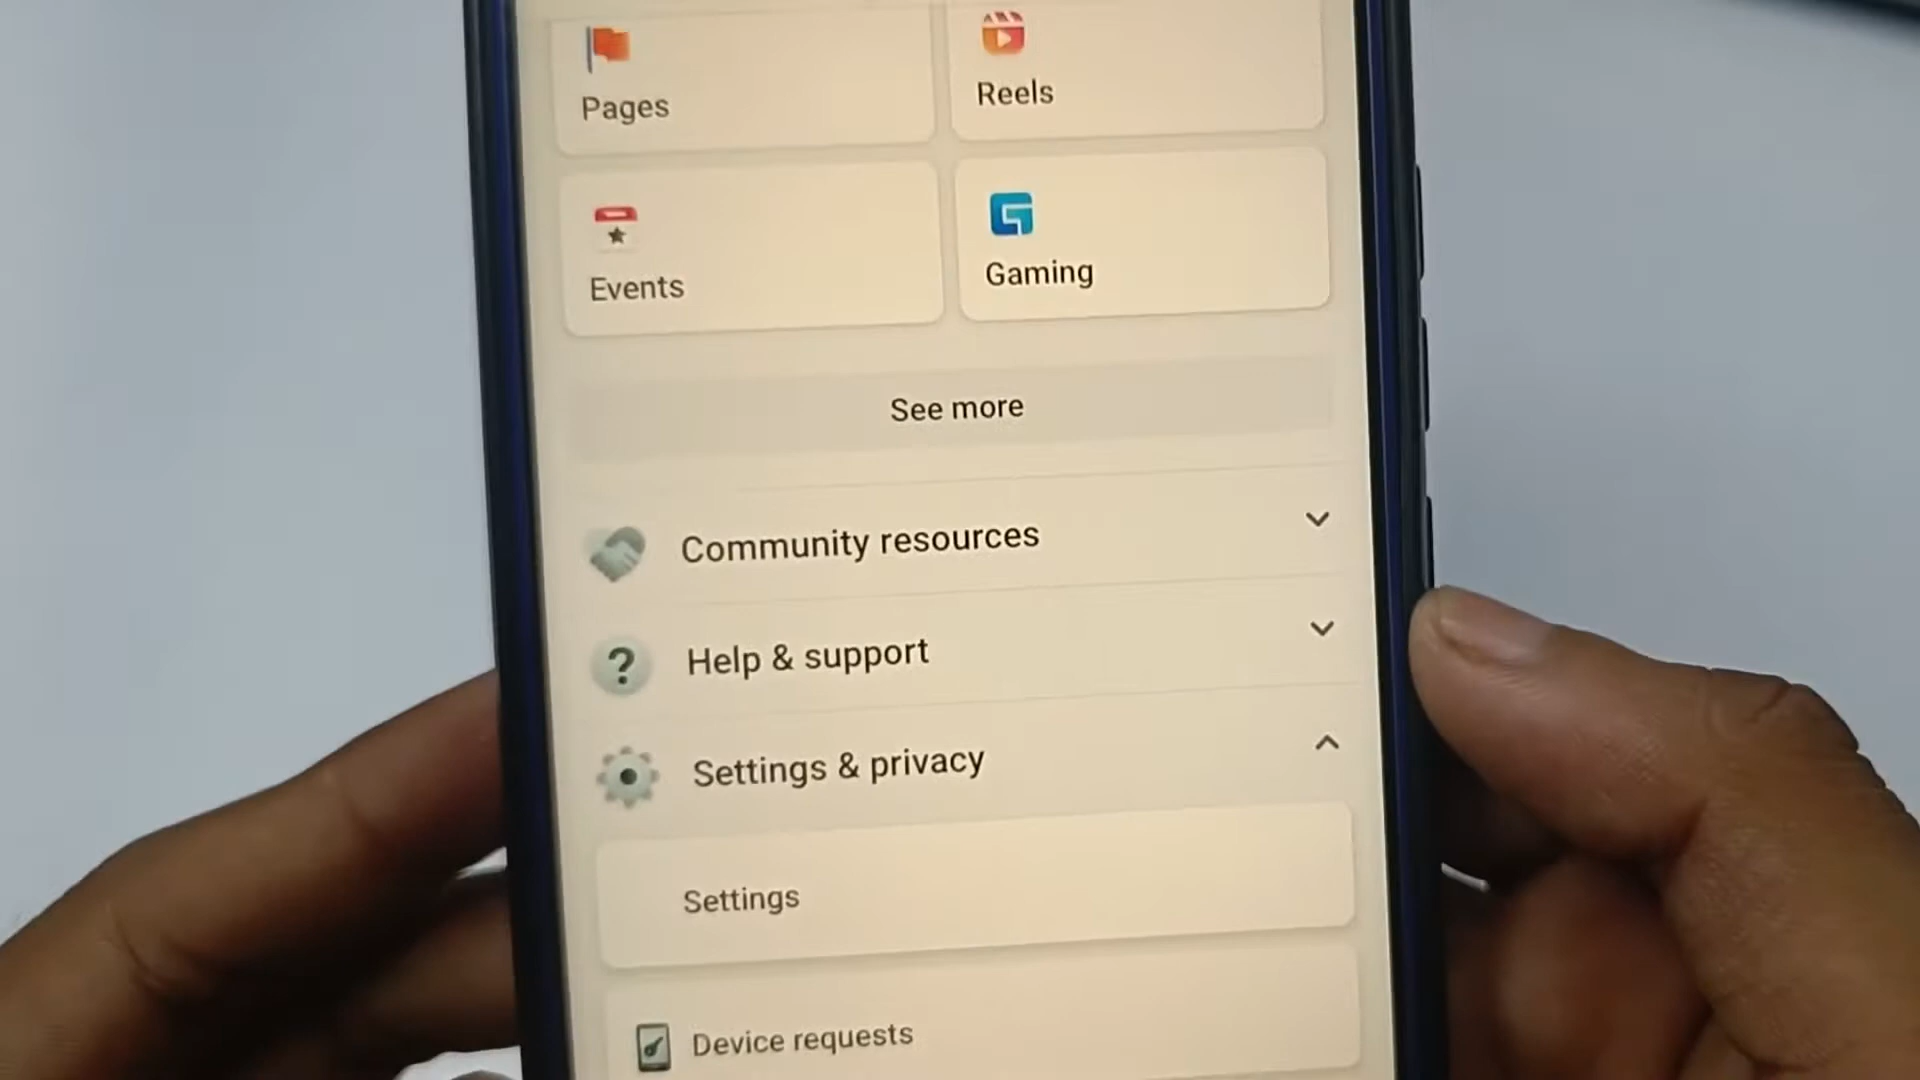 Pages
Reels
Events
Gaming
See more
Community resources
Help & support
Settings & privacy
Settings
Device requests